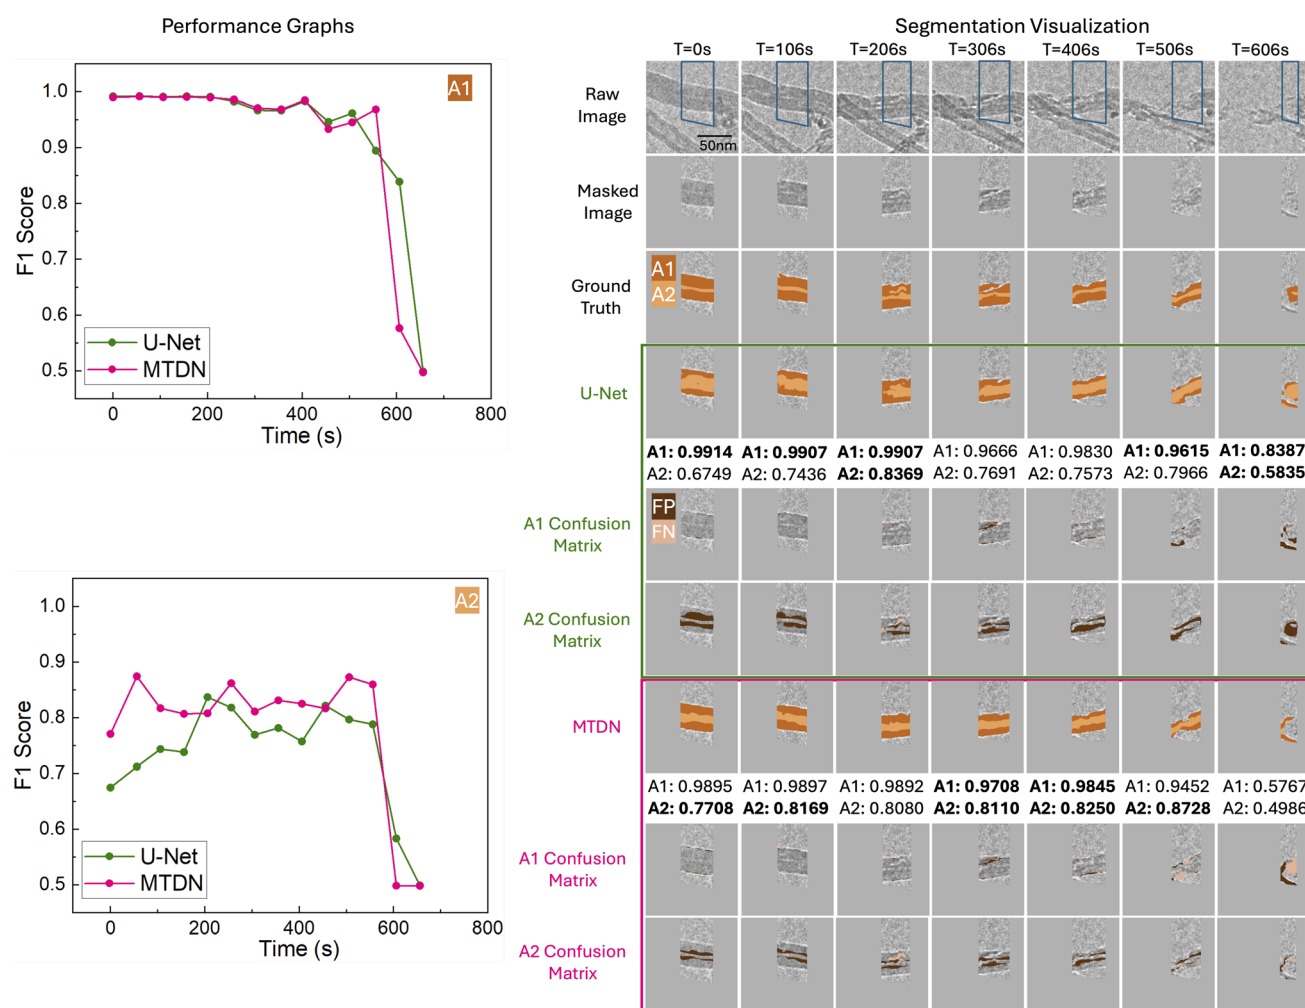 Performance Graphs
A1
1.0
0.9
0.8
0.7
0.6
0.5
F1 Score
U-Net
MTDN
0
200
400
600
800
Time (s)
A2
1.0
0.9
0.8
0.7
0.6
0.5
F1 Score
U-Net
MTDN
0
200
400
600
800
Time (s)
Segmentation Visualization
T=0s T=106s T=206s T=306s T=406s T=506s T=606s
Raw
Image
50nm
Masked
Image
Ground
Truth
A1
A2
U-Net
A1: 0.9914 A1: 0.9907 A1: 0.9907 A1: 0.9666 A1: 0.9830 A1: 0.9615 A1: 0.8387
A2: 0.6749 A2: 0.7436 A2: 0.8369 A2: 0.7691 A2: 0.7573 A2: 0.7966 A2: 0.5835
A1 Confusion
Matrix
FP
FN
A2 Confusion
Matrix
MTDN
A1: 0.9895 A1: 0.9897 A1: 0.9892 A1: 0.9708 A1: 0.9845 A1: 0.9452 A1: 0.5767
A2: 0.7708 A2: 0.8169 A2: 0.8080 A2: 0.8110 A2: 0.8250 A2: 0.8728 A2: 0.4986
A1 Confusion
Matrix
A2 Confusion
Matrix